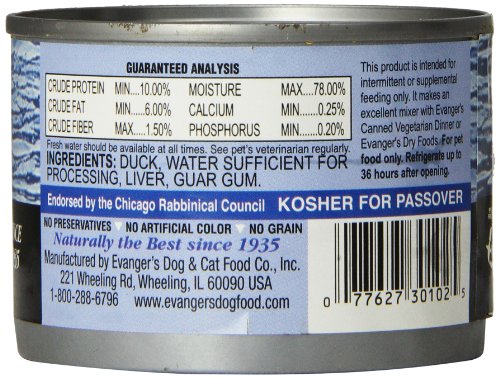 GUARANTEED ANALYSIS
CRUDE PROTEIN MIN....10.00% MOISTURE MAX....78.00%
CRUDE FAT MIN.....6.00% CALCIUM MIN......0.25%
CRUDE FIBER MAX....1.50% PHOSPHORUS MIN......0.20%
Fresh water should be available at all times. See pet's veterinarian regularly.
INGREDIENTS: DUCK, WATER SUFFICIENT FOR
PROCESSING, LIVER, GUAR GUM.
Endorsed by the Chicago Rabbinical Council KOSHER FOR PASSOVER
NO PRESERVATIVES NO ARTIFICIAL COLOR NO GRAIN
Naturally the Best since 1935
Manufactured by Evanger's Dog & Cat Food Co., Inc.
221 Wheeling Rd, Wheeling, IL 60090 USA
1-800-288-6796 www.evangersdogfood.com
This product is intended for
intermittent or supplemental
feeding only. It makes an
excellent mixer with Evanger's
Canned Vegetarian Dinner or
Evanger's Dry Foods. For pet
food only. Refrigerate up to
36 hours after opening.
0 77627 30102 5